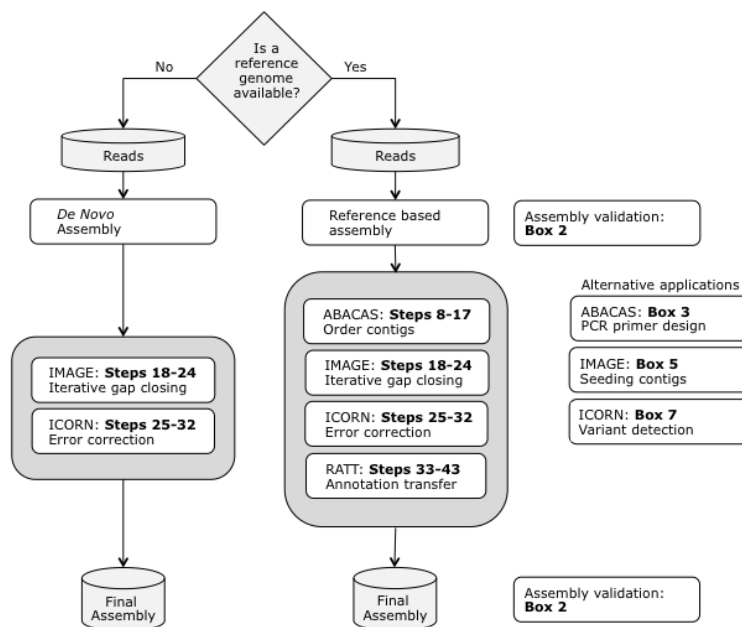 Is a
reference
genome
available?
No
Yes
Reads
Reads
De Novo
Assembly
Reference based
assembly
Assembly validation:
Box 2
Alternative applications
ABACAS: Steps 8-17
Order contigs
ABACAS: Box 3
PCR primer design
IMAGE: Steps 18-24
Iterative gap closing
IMAGE: Steps 18-24
Iterative gap closing
IMAGE: Box 5
Seeding contigs
ICORN: Steps 25-32
Error correction
ICORN: Steps 25-32
Error correction
ICORN: Box 7
Variant detection
RATT: Steps 33-43
Annotation transfer
Final
Assembly
Final
Assembly
Assembly validation:
Box 2